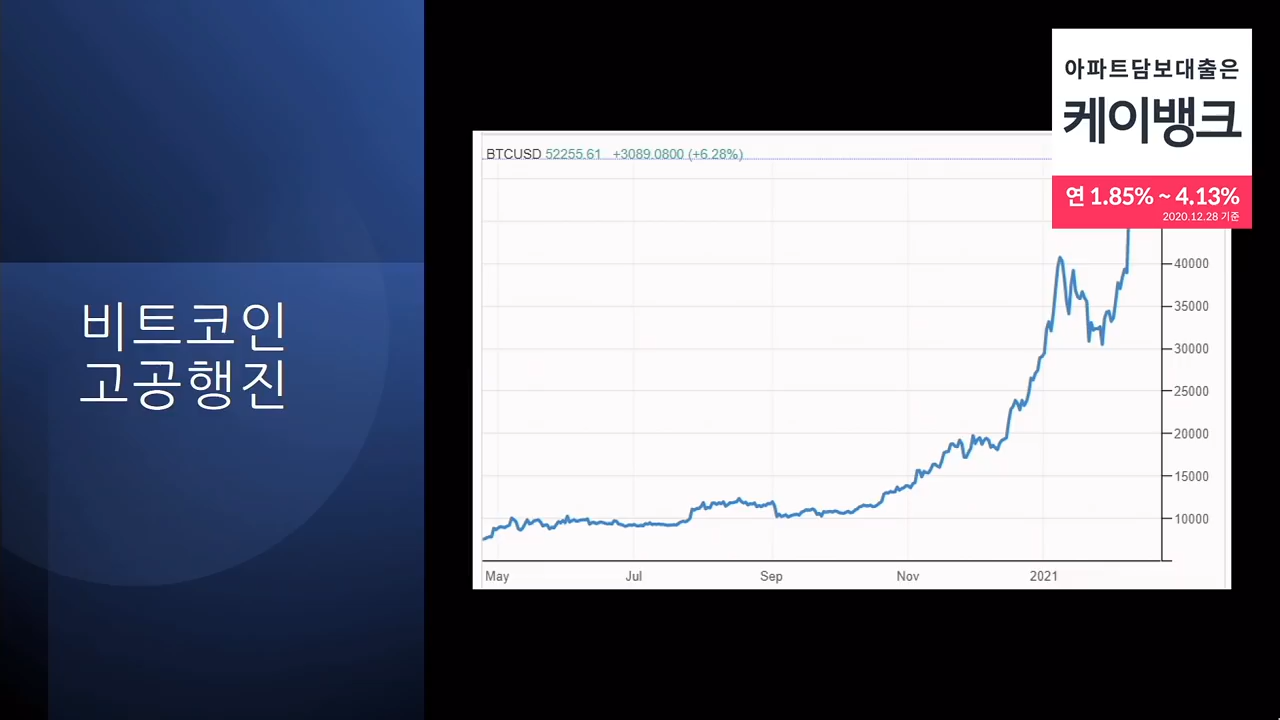 비트코인
고공행진
BTCUSD 52255.61 +3089.0800 (+6.28%)
40000
35000
30000
25000
20000
15000
10000
May Jul Sep Nov 2021
아파트담보대출은
케이뱅크
연 1.85% ~ 4.13%
2020.12.28 기준